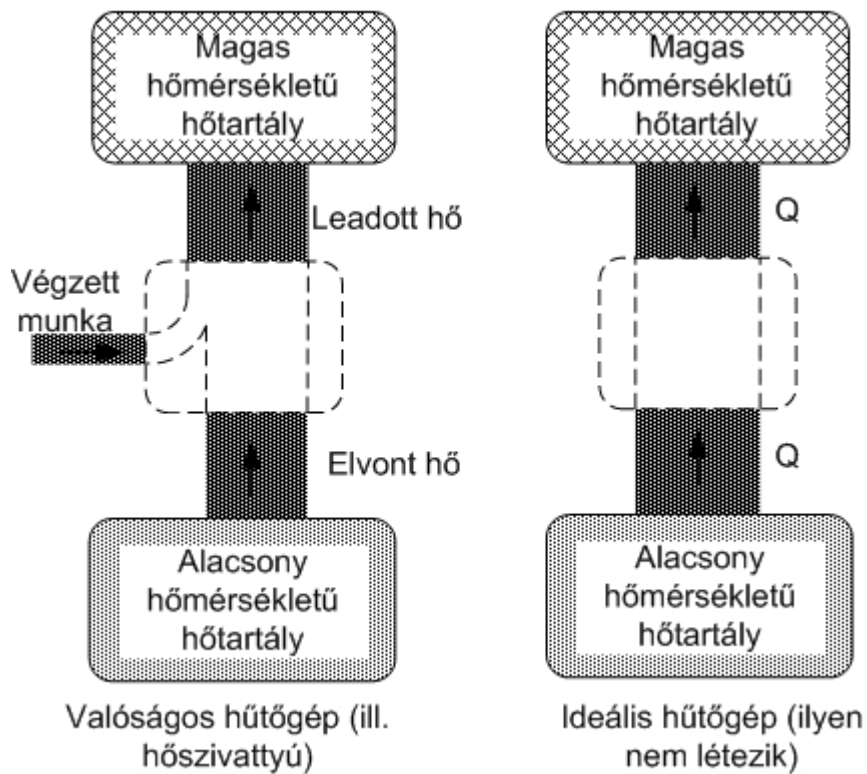 Magas
hőmérsékletű
hőtartály
Leadott hő
Végzett
munka
Elvont hő
Alacsony
hőmérsékletű
hőtartály
Valóságos hűtőgép (ill.
hőszivattyú)
Magas
hőmérsékletű
hőtartály
Q
Q
Alacsony
hőmérsékletű
hőtartály
Ideális hűtőgép (ilyen
nem létezik)